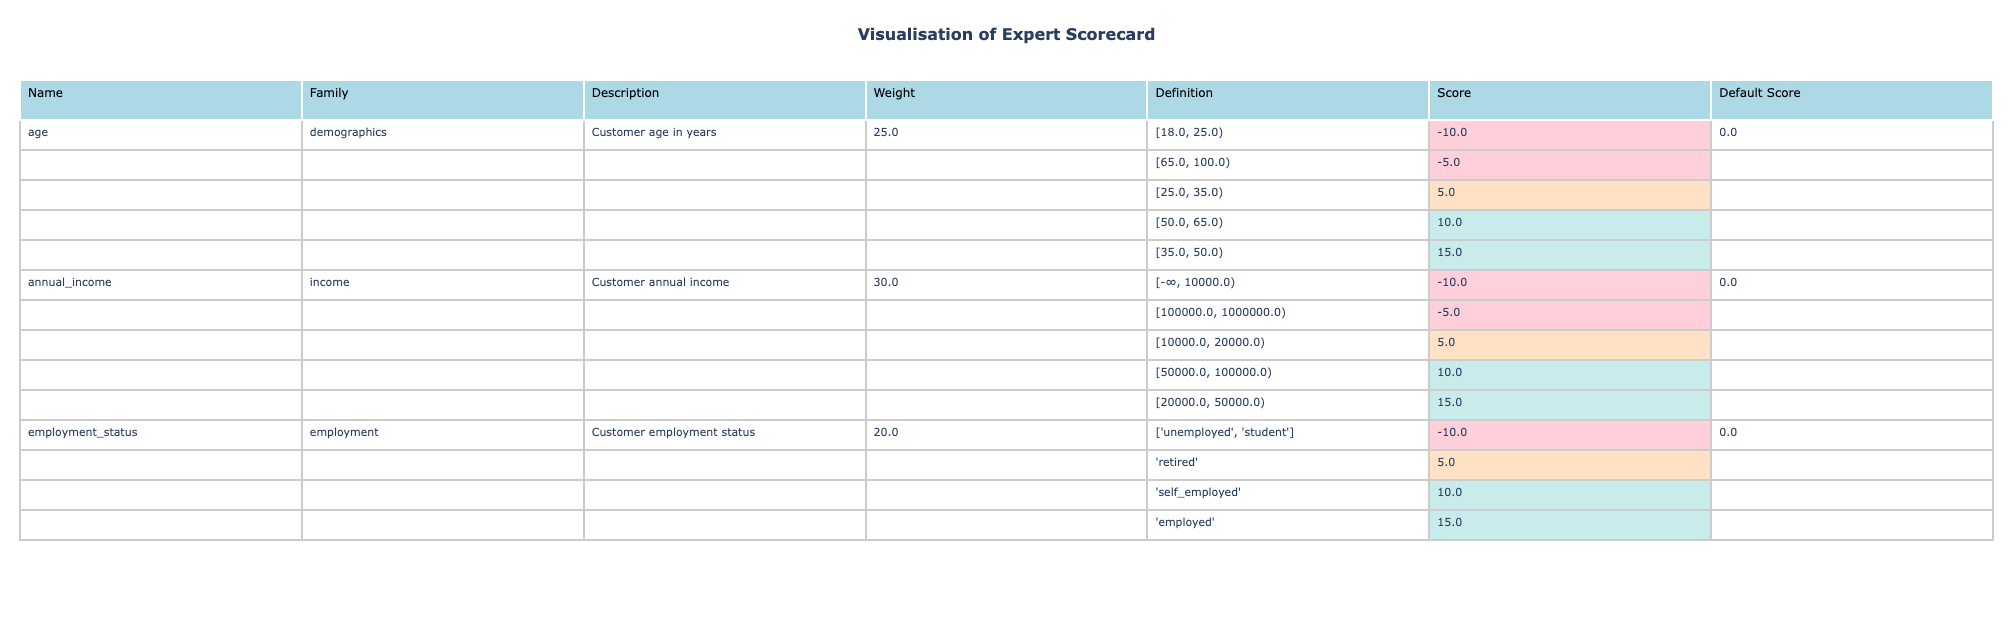 Visualisation of Expert Scorecard
Name Family Description Weight Definition Score Default Score
age demographics Customer age in years 25.0 [18.0, 25.0) -10.0 0.0
[65.0, 100.0) -5.0
[25.0, 35.0) 5.0
[50.0, 65.0) 10.0
[35.0, 50.0) 15.0
annual_income income Customer annual income 30.0 [-∞, 10000.0) -10.0 0.0
[100000.0, 1000000.0) -5.0
[10000.0, 20000.0) 5.0
[50000.0, 100000.0) 10.0
[20000.0, 50000.0) 15.0
employment_status employment Customer employment status 20.0 ['unemployed', 'student'] -10.0 0.0
'retired' 5.0
'self_employed' 10.0
'employed' 15.0